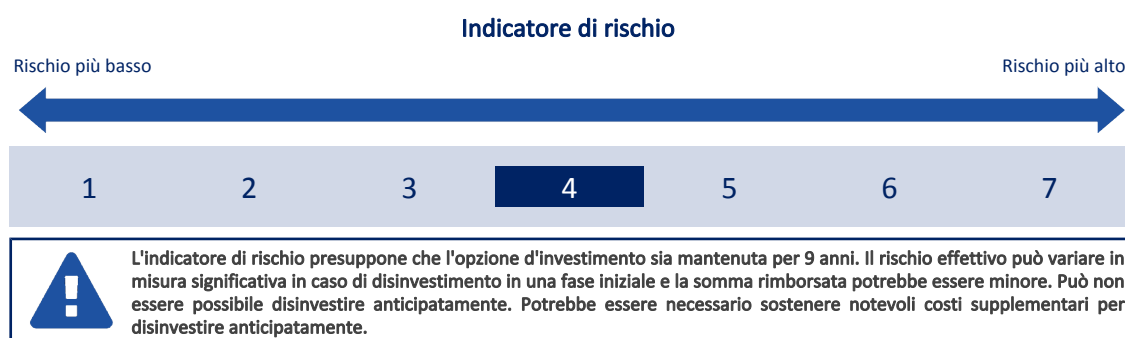 Indicatore di rischio
Rischio più basso
Rischio più alto
1 2 3 4 5 6 7
L'indicatore di rischio presuppone che l'opzione d'investimento sia mantenuta per 9 anni. Il rischio effettivo può variare in
misura significativa in caso di disinvestimento in una fase iniziale e la somma rimborsata potrebbe essere minore. Può non
essere possibile disinvestire anticipatamente. Potrebbe essere necessario sostenere notevoli costi supplementari per
disinvestire anticipatamente.